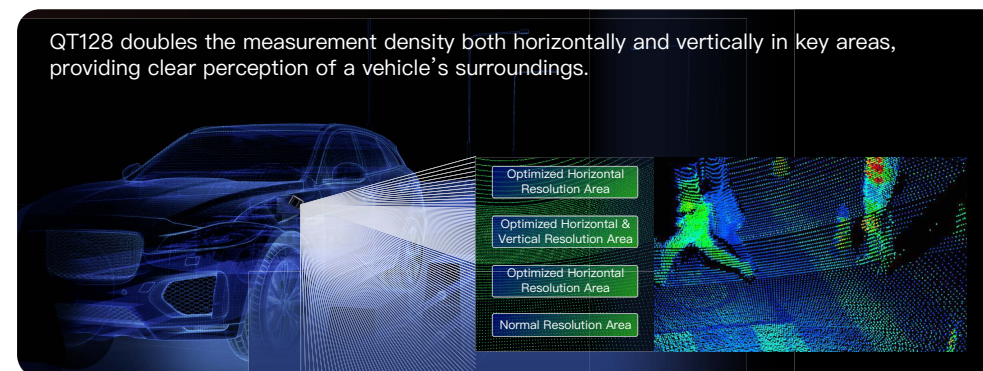 QT128 doubles the measurement density both horizontally and vertically in key areas,
providing clear perception of a vehicle’s surroundings.
Optimized Horizontal
Resolution Area
Optimized Horizontal &
Vertical Resolution Area
Optimized Horizontal
Resolution Area
Normal Resolution Area